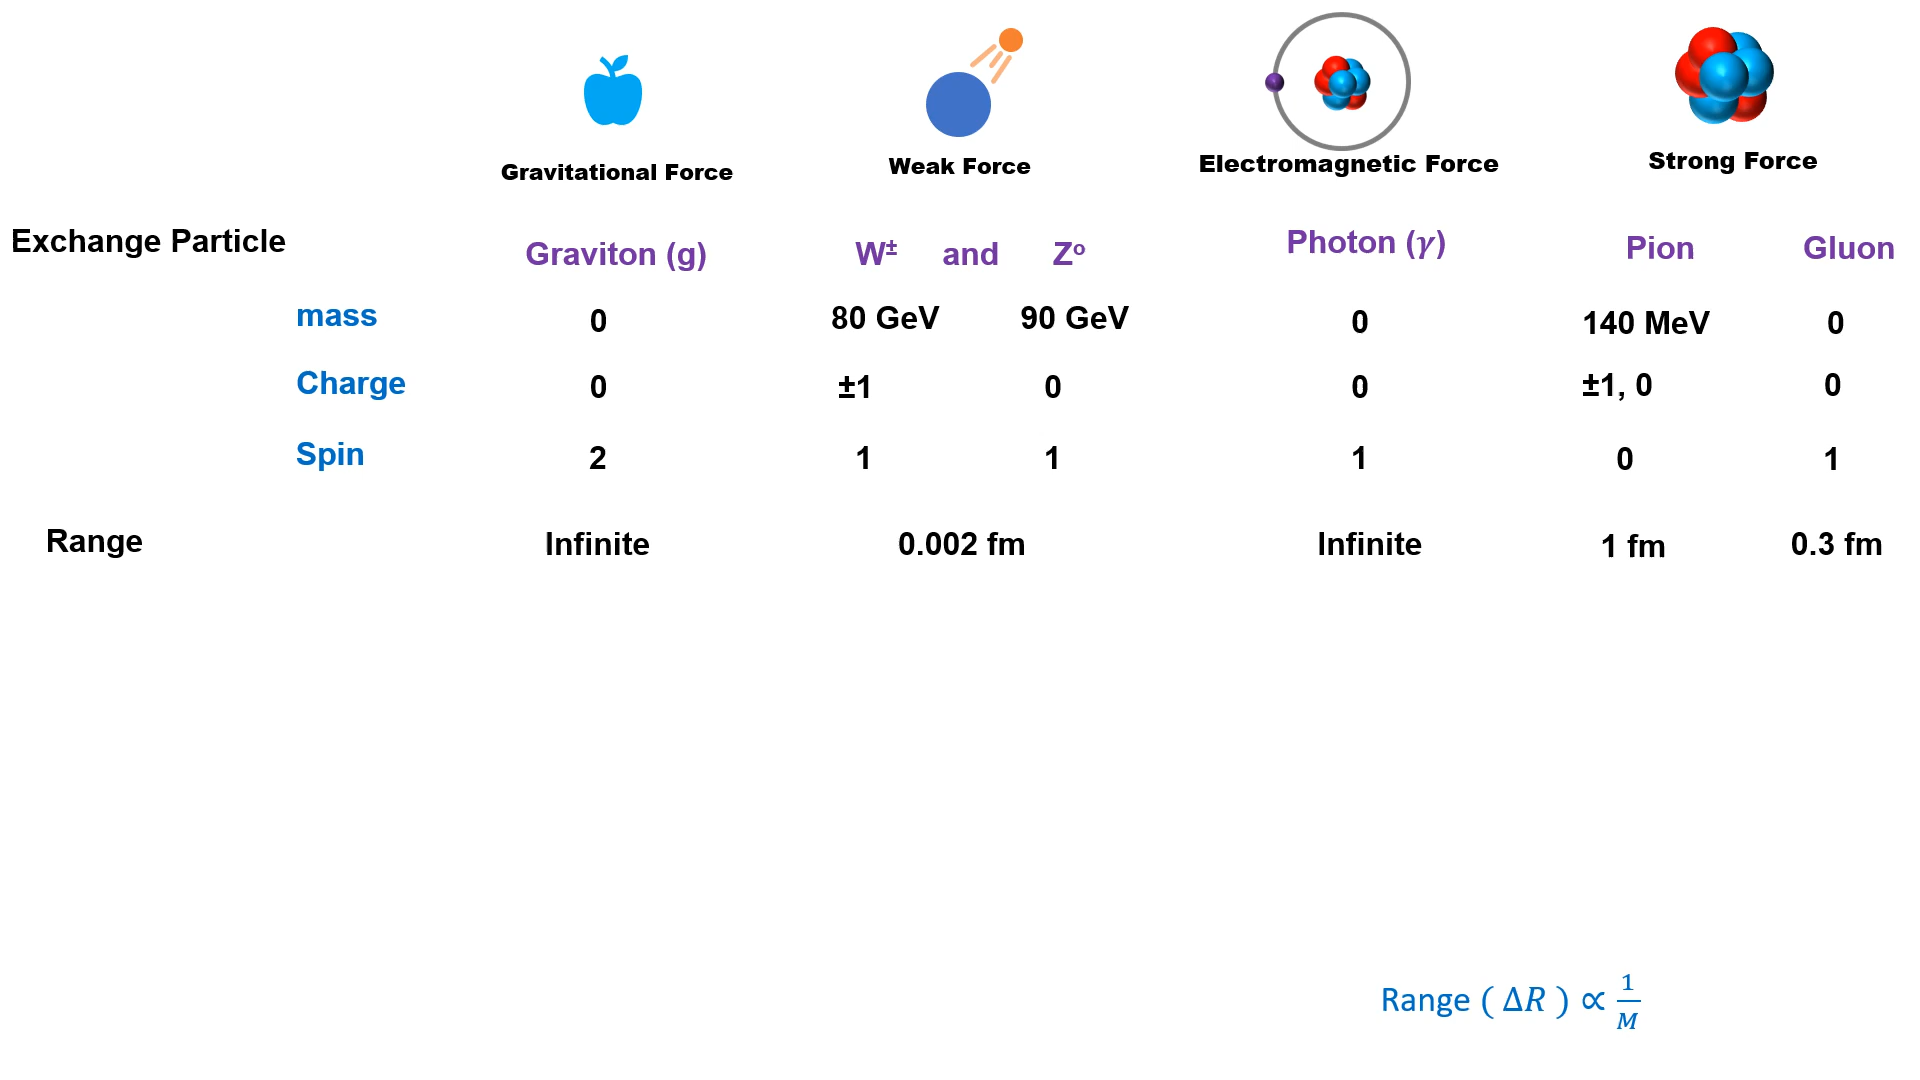 Gravitational Force Weak Force Electromagnetic Force Strong Force
Exchange Particle Graviton (g) W± and Zº Photon (γ) Pion Gluon
mass 0 80 GeV 90 GeV 0 140 MeV 0
Charge 0 ±1 0 0 ±1, 0 0
Spin 2 1 1 1 0 1
Range Infinite 0.002 fm Infinite 1 fm 0.3 fm
Range ( ΔR ) ∝ 1/M